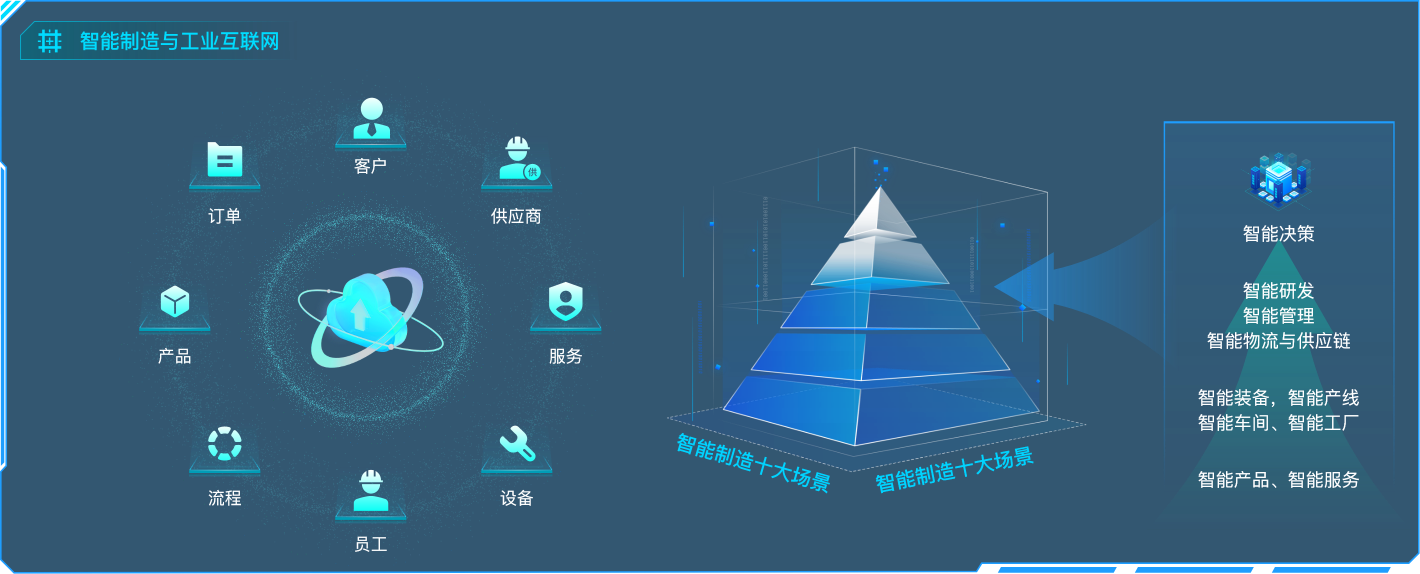 智能制造与工业互联网
客户
订单
供应商
供
产品
服务
流程
设备
员工
智能制造十大场景
智能制造十大场景
智能决策
智能研发
智能管理
智能物流与供应链
智能装备，智能产线
智能车间、智能工厂
智能产品、智能服务